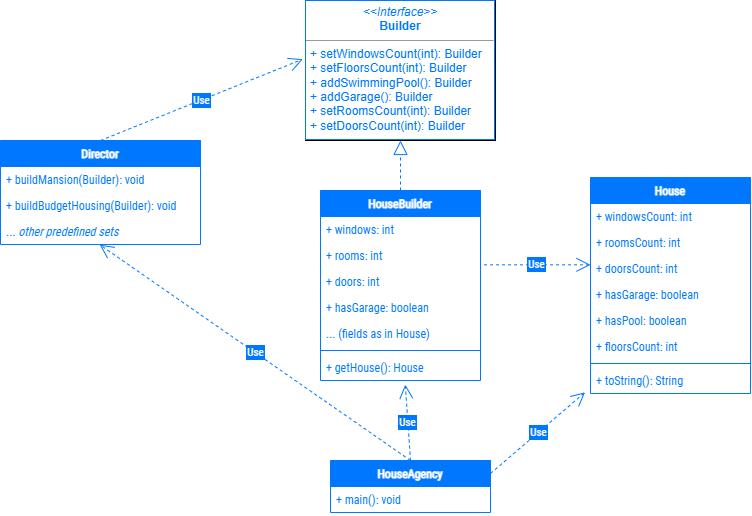 <<Interface>>
Builder
+ setWindowsCount(int): Builder
+ setFloorsCount(int): Builder
+ addSwimmingPool(): Builder
+ addGarage(): Builder
+ setRoomsCount(int): Builder
+ setDoorsCount(int): Builder
Use
Director
+ buildMansion(Builder): void
+ buildBudgetHousing(Builder): void
... other predefined sets
HouseBuilder
+ windows: int
+ rooms: int
+ doors: int
+ hasGarage: boolean
... (fields as in House)
+ getHouse(): House
Use
House
+ windowsCount: int
+ roomsCount: int
+ doorsCount: int
+ hasGarage: boolean
+ hasPool: boolean
+ floorsCount: int
+ toString(): String
Use
Use
Use
HouseAgency
+ main(): void